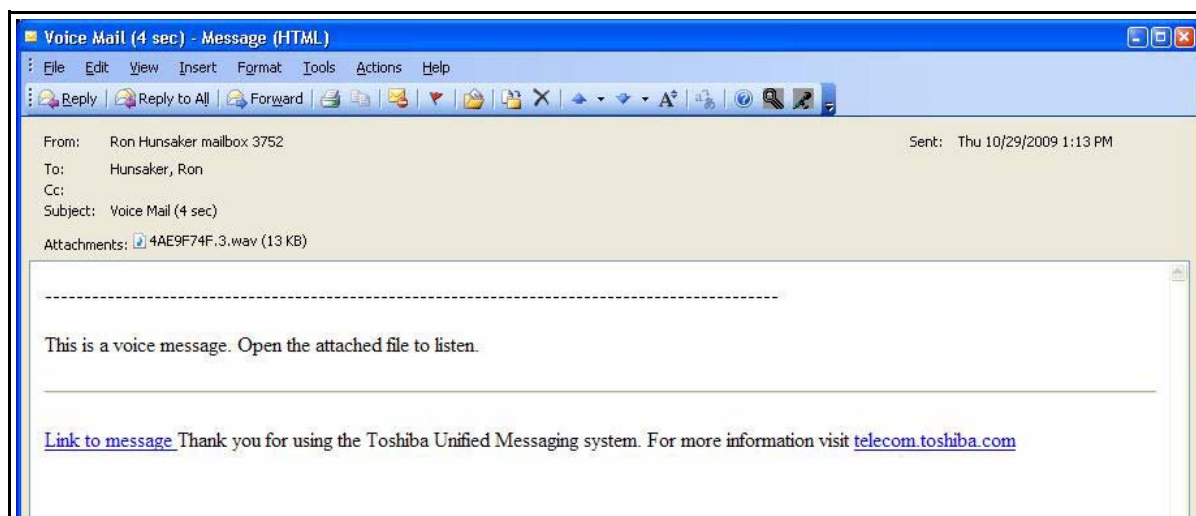 Voice Mail (4 sec) - Message (HTML)
File Edit View Insert Format Tools Actions Help
Reply Reply to All Forward
From: Ron Hunsaker mailbox 3752 Sent: Thu 10/29/2009 1:13 PM
To: Hunsaker, Ron
Cc:
Subject: Voice Mail (4 sec)
Attachments: 4AE9F74F.3.wav (13 KB)
--------------------------------------------------------------------------------------------
This is a voice message. Open the attached file to listen.
Link to message Thank you for using the Toshiba Unified Messaging system. For more information visit telecom.toshiba.com